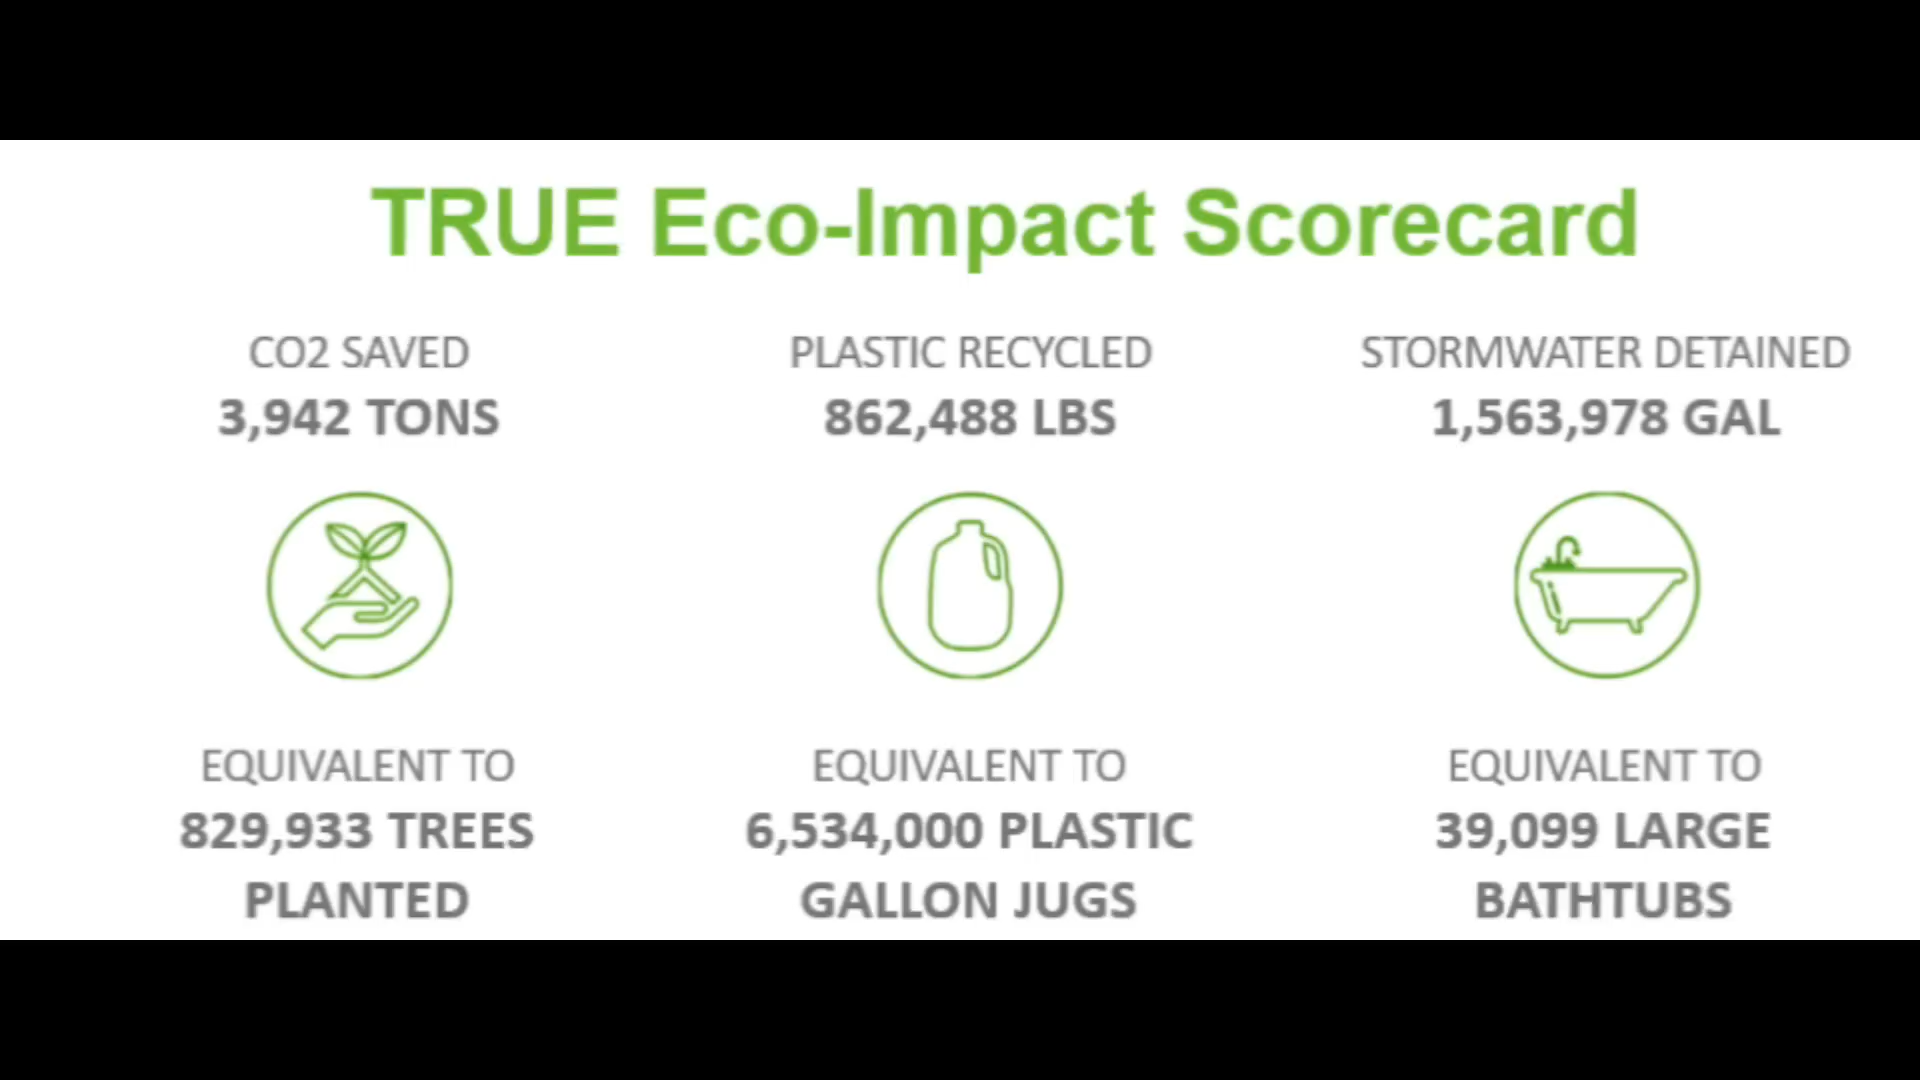 TRUE Eco-Impact Scorecard
CO2 SAVED
3,942 TONS
EQUIVALENT TO
829,933 TREES
PLANTED
PLASTIC RECYCLED
862,488 LBS
EQUIVALENT TO
6,534,000 PLASTIC
GALLON JUGS
STORMWATER DETAINED
1,563,978 GAL
EQUIVALENT TO
39,099 LARGE
BATHTUBS